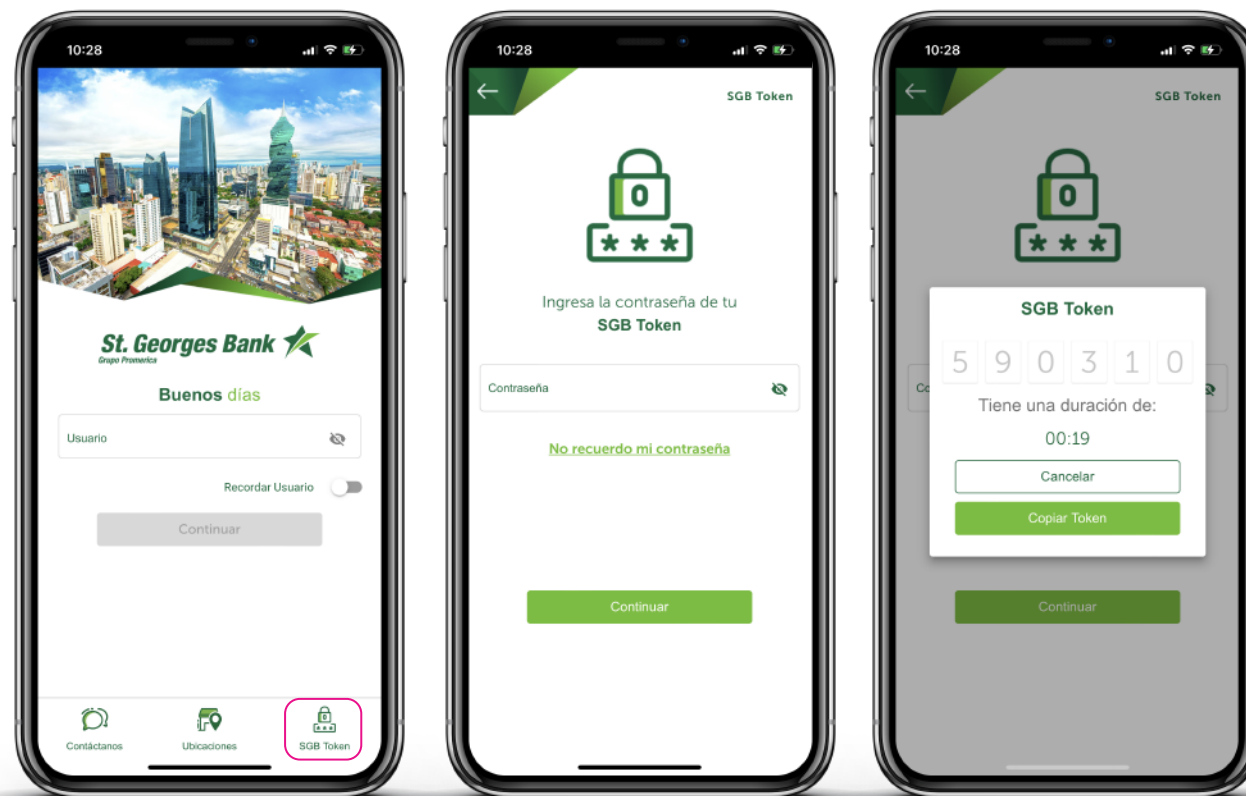 10:28
St. Georges Bank
Grupo Promerica
Buenos días
Usuario
Recordar Usuario
Continuar
Contáctanos
Ubicaciones
SGB Token
10:28
SGB Token
0
* * *
Ingresa la contraseña de tu
SGB Token
Contraseña
No recuerdo mi contraseña
Continuar
10:28
SGB Token
0
* * *
SGB Token
5 9 0 3 1 0
Co
Tiene una duración de:
00:19
Cancelar
Copiar Token
Continuar